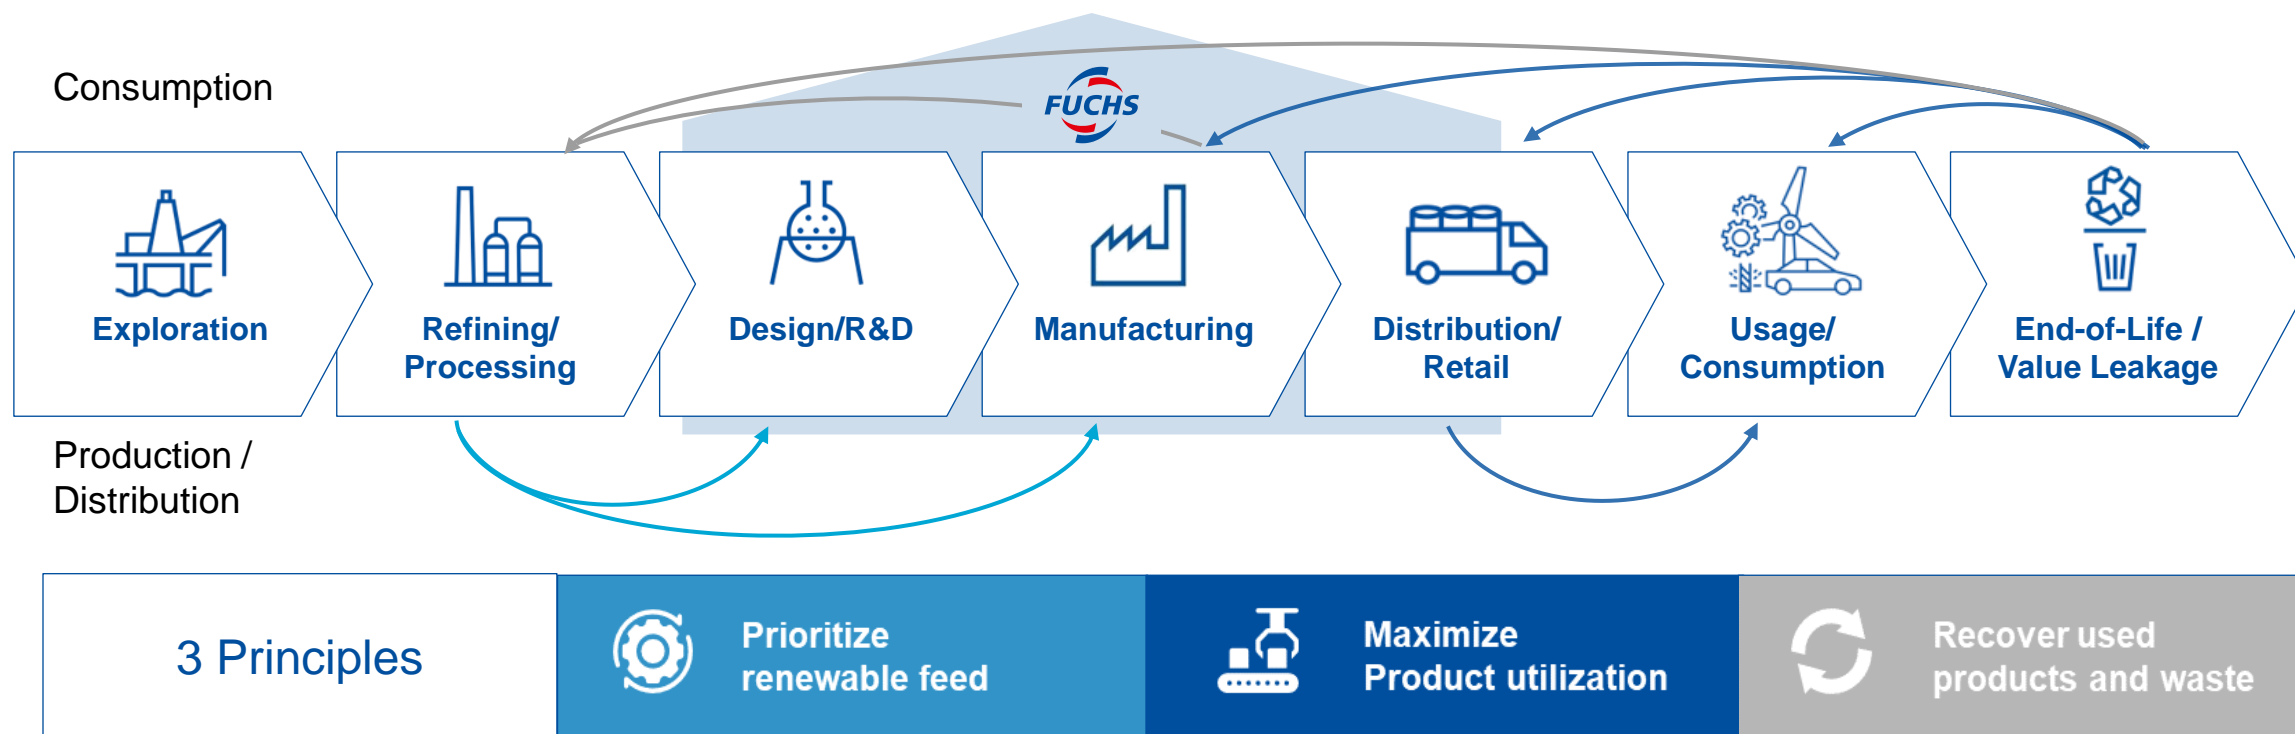 Consumption
FUCHS
Exploration
Refining/
Processing
Design/R&D
Manufacturing
Distribution/
Retail
Usage/
Consumption
End-of-Life /
Value Leakage
Production /
Distribution
3 Principles
Prioritize
renewable feed
Maximize
Product utilization
Recover used
products and waste